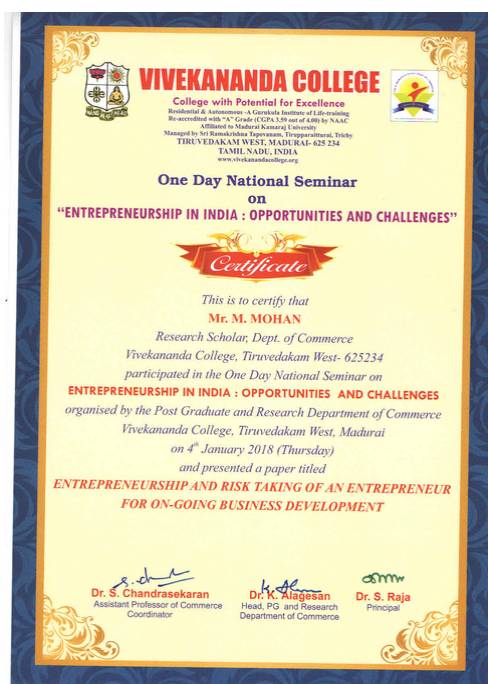 VIVEKANANDA COLLEGE
College with Potential for Excellence
Residential & Autonomous -A Gurukula Institute of Life-training
Re-accredited with "A" Grade (CGPA 3.59 out of 4.00) by NAAC
Affiliated to Madurai Kamaraj University
Managed by Sri Ramakrishna Tapovanam, Tirupparaitturai, Trichy
TIRUVEDAKAM WEST, MADURAI- 625 234
TAMIL NADU, INDIA
www.vivekanandacollege.org
One Day National Seminar
on
"ENTREPRENEURSHIP IN INDIA : OPPORTUNITIES AND CHALLENGES"
Certificate
This is to certify that
Mr. M. MOHAN
Research Scholar, Dept. of Commerce
Vivekananda College, Tiruvedakam West- 625234
participated in the One Day National Seminar on
ENTREPRENEURSHIP IN INDIA : OPPORTUNITIES AND CHALLENGES
organised by the Post Graduate and Research Department of Commerce
Vivekananda College, Tiruvedakam West, Madurai
on 4th January 2018 (Thursday)
and presented a paper titled
ENTREPRENEURSHIP AND RISK TAKING OF AN ENTREPRENEUR
FOR ON-GOING BUSINESS DEVELOPMENT
Dr. S. Chandrasekaran
Assistant Professor of Commerce
Coordinator
Dr. K. Alagesan
Head, PG and Research
Department of Commerce
Dr. S. Raja
Principal